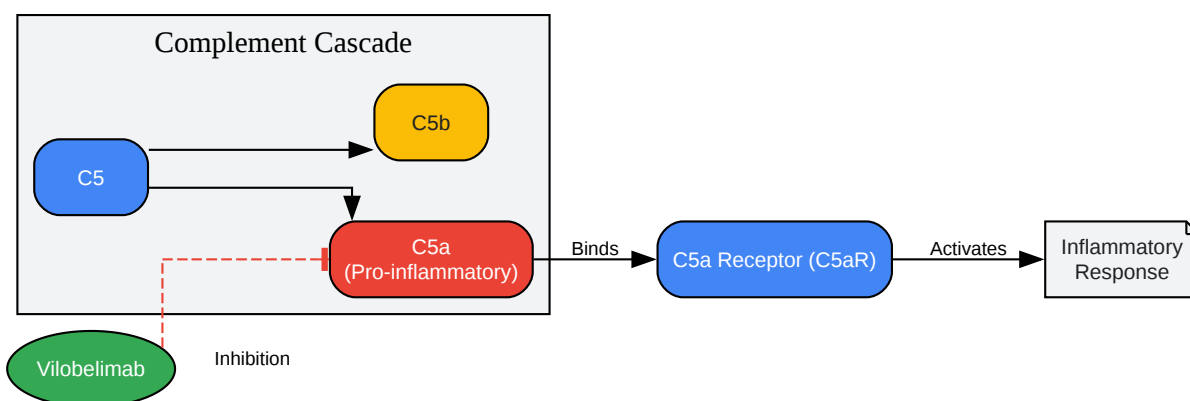 Complement Cascade
C5b
C5
C5a
(Pro-inflammatory)
Binds
C5a Receptor (C5aR)
Activates
Inflammatory
Response
Vilobelimab
Inhibition